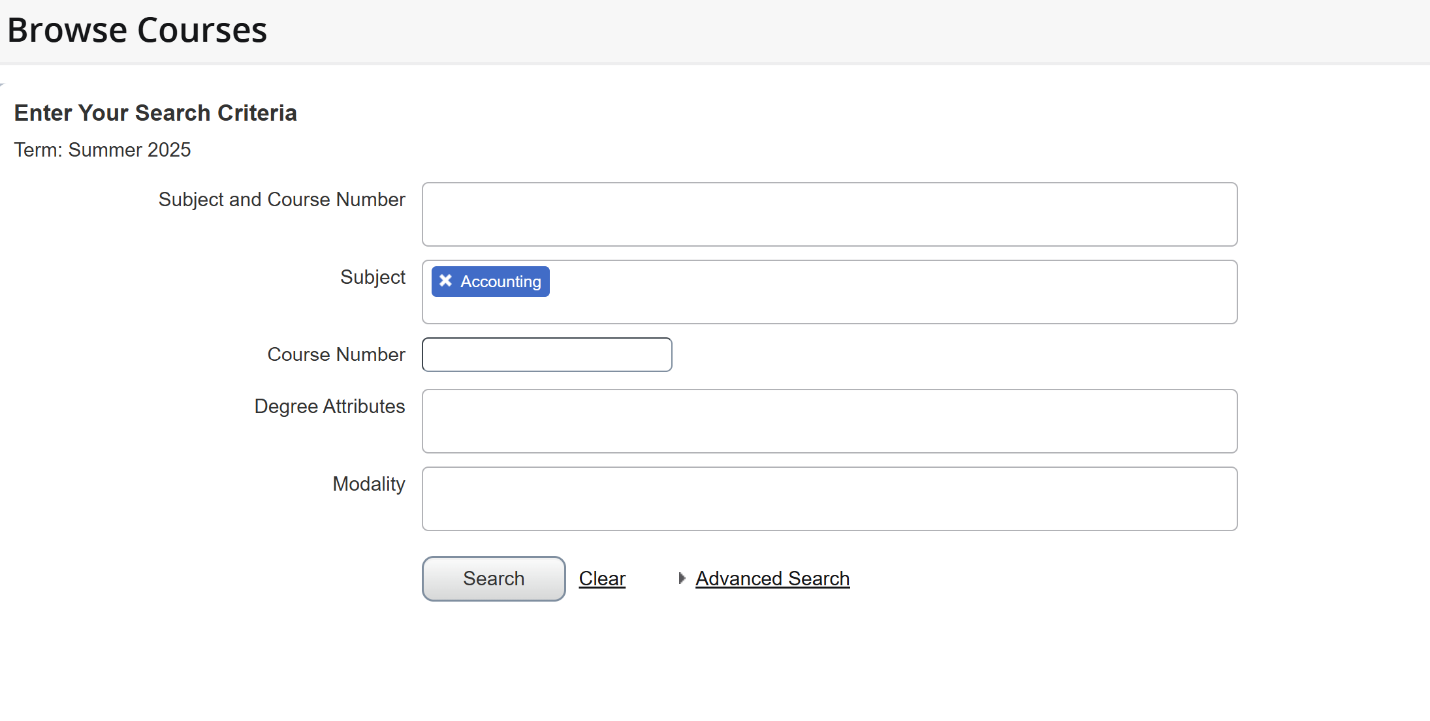 Browse Courses
Enter Your Search Criteria
Term: Summer 2025
Subject and Course Number
Subject
Accounting
Course Number
Degree Attributes
Modality
Search Clear Advanced Search